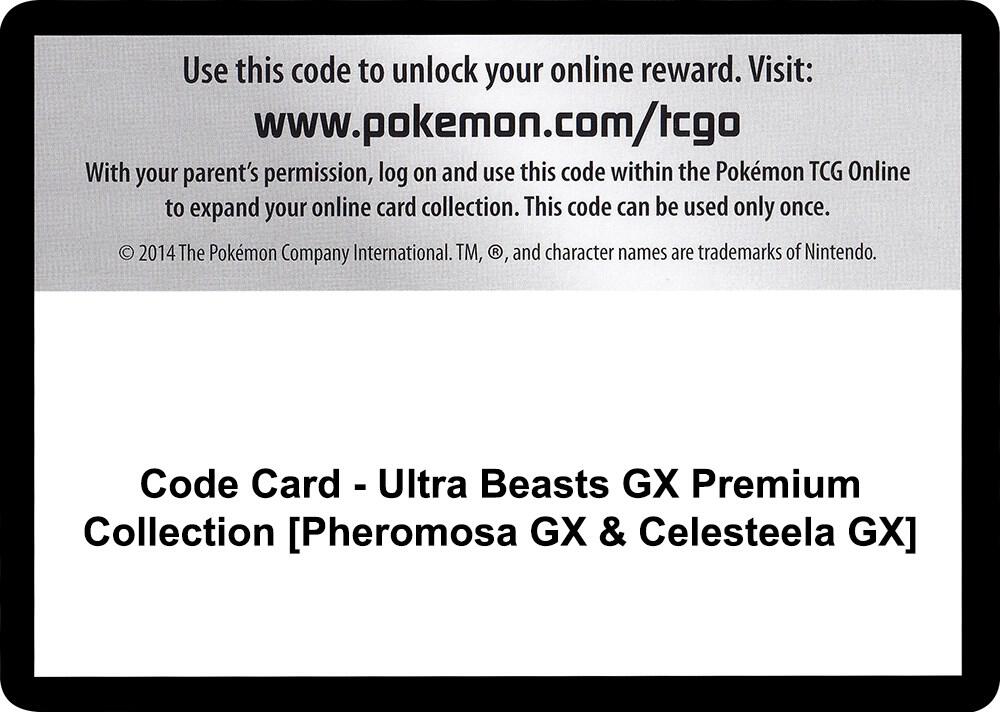 Use this code to unlock your online reward. Visit:
www.pokemon.com/tcgo
With your parent's permission, log on and use this code within the Pokémon TCG Online
to expand your online card collection. This code can be used only once.
© 2014 The Pokémon Company International. TM, ®, and character names are trademarks of Nintendo.
Code Card - Ultra Beasts GX Premium
Collection [Pheromosa GX & Celesteela GX]